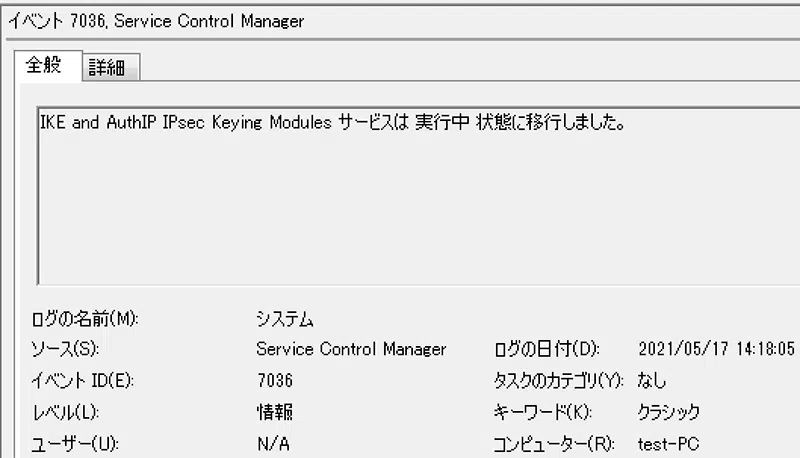 イベント 7036, Service Control Manager
全般 詳細
IKE and AuthIP IPsec Keying Modules サービスは 実行中 状態に移行しました。
ログの名前(M): システム
ソース(S): Service Control Manager ログの日付(D): 2021/05/17 14:18:05
イベント ID(E): 7036 タスクのカテゴリ(Y): なし
レベル(L): 情報 キーワード(K): クラシック
ユーザー(U): N/A コンピューター(R): test-PC